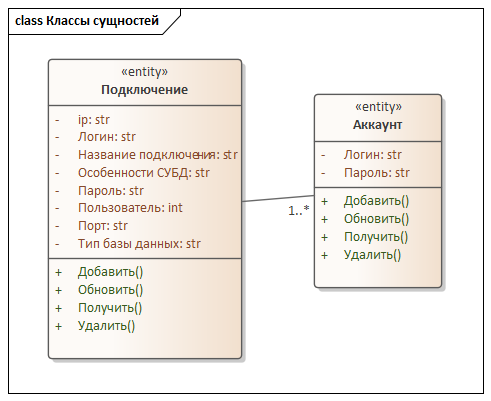 class Классы сущностей
«entity»
Подключение
- ip: str
- Логин: str
- Название подключения: str
- Особенности СУБД: str
- Пароль: str
- Пользователь: int
- Порт: str
- Тип базы данных: str
+ Добавить()
+ Обновить()
+ Получить()
+ Удалить()
1..*
«entity»
Аккаунт
- Логин: str
- Пароль: str
+ Добавить()
+ Обновить()
+ Получить()
+ Удалить()